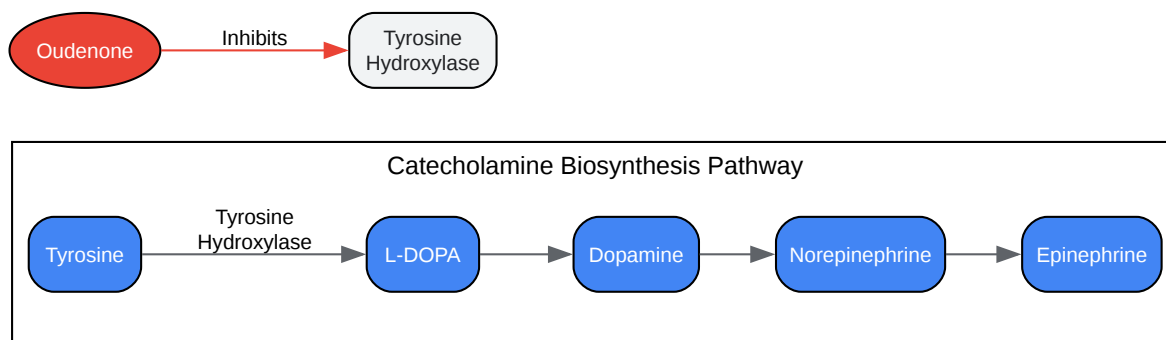 Oudenone
Inhibits
Tyrosine
Hydroxylase
Catecholamine Biosynthesis Pathway
Tyrosine
Tyrosine
Hydroxylase
L-DOPA
Dopamine
Norepinephrine
Epinephrine